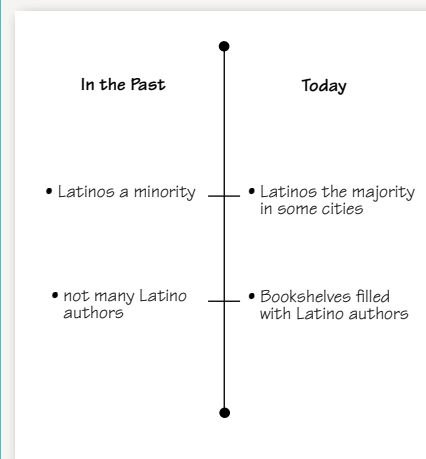 In the Past
Today
• Latinos a minority
• Latinos the majority
in some cities
• not many Latino
authors
• Bookshelves filled
with Latino authors